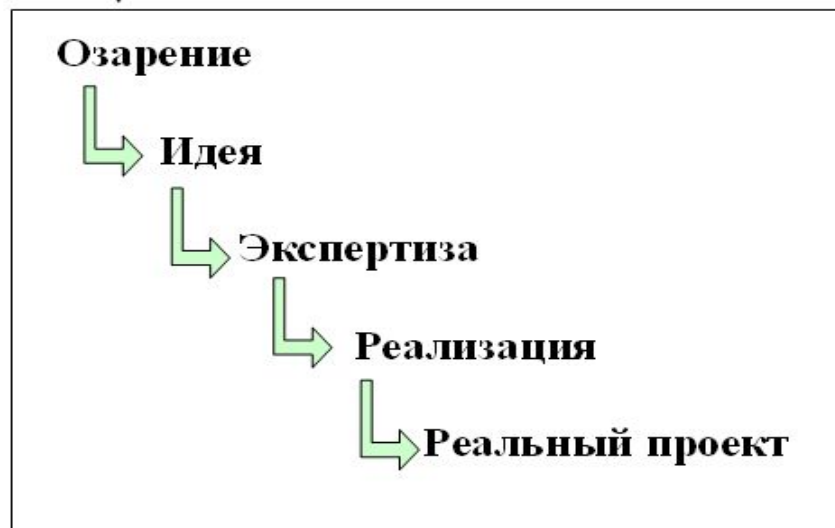 Озарение
Идея
Экспертиза
Реализация
Реальный проект